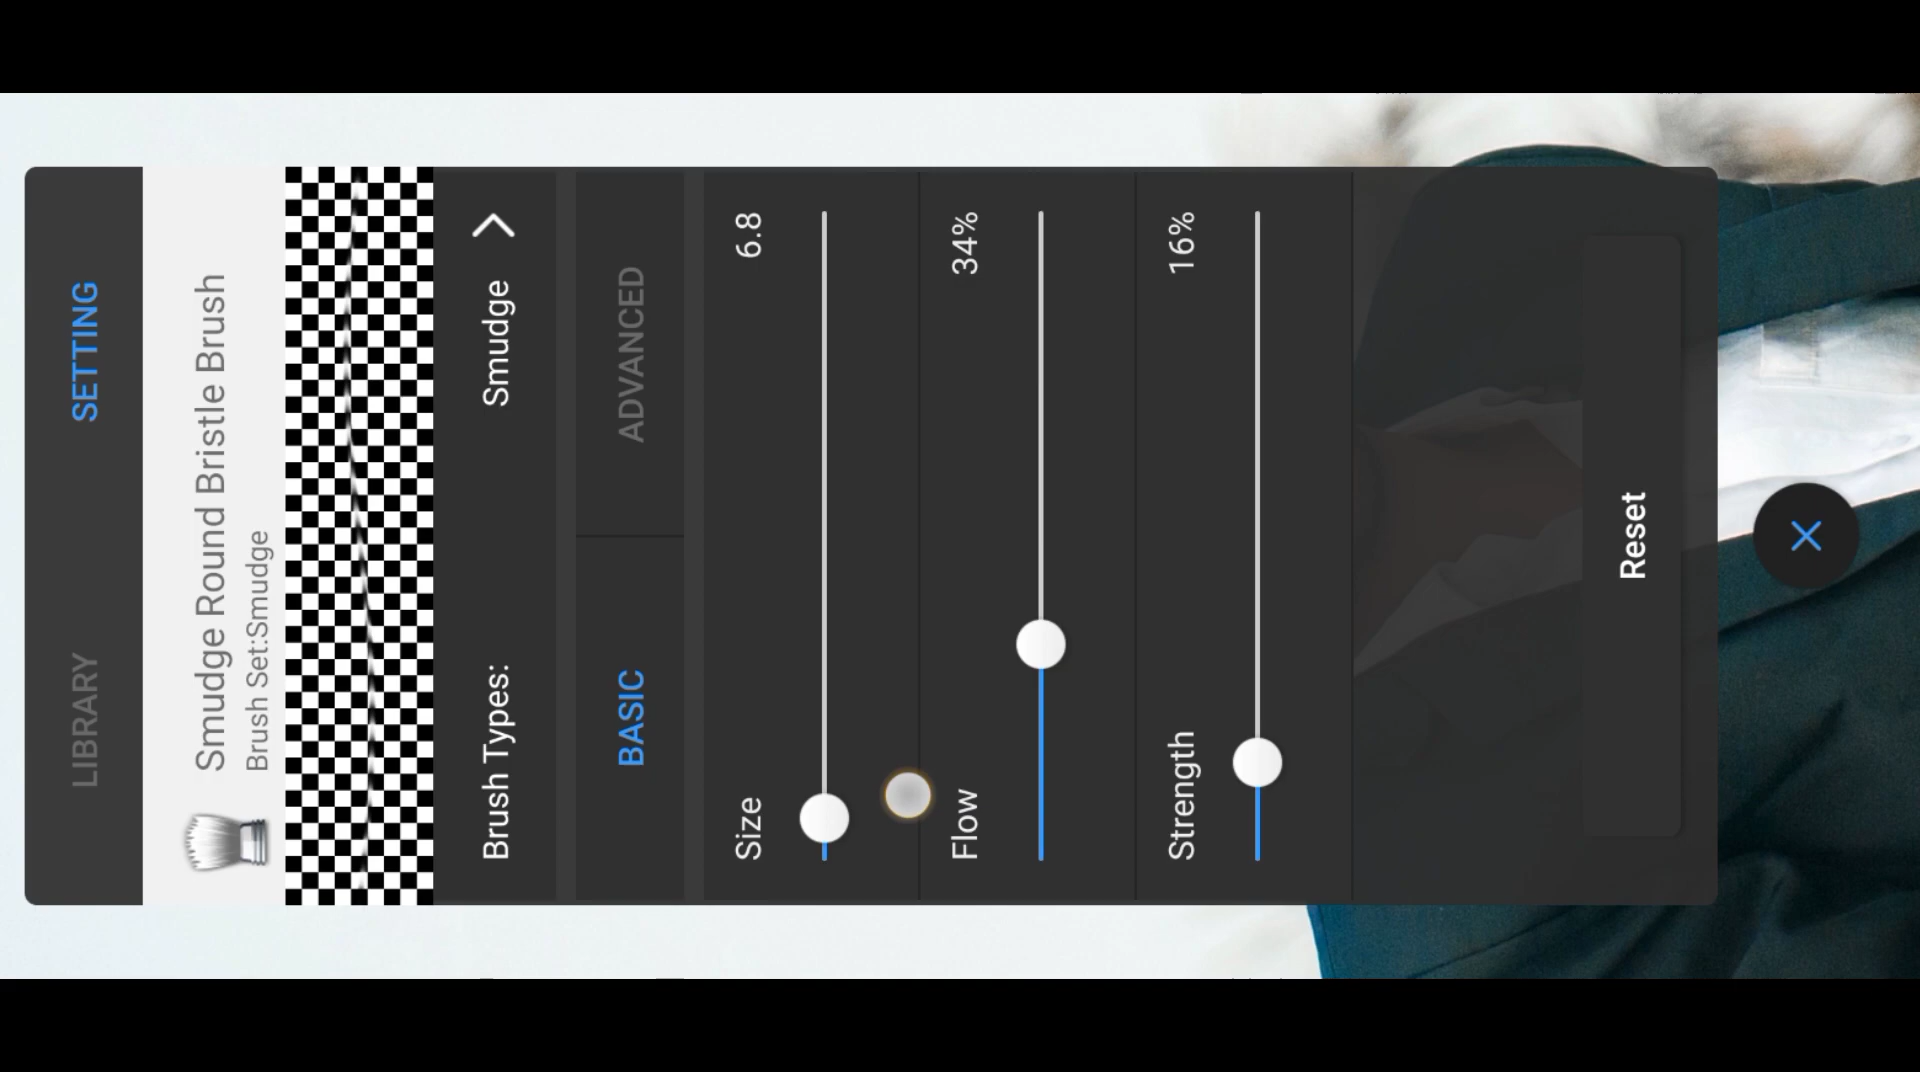 LIBRARY SETTING
Smudge Round Bristle Brush
Brush Set:Smudge
Brush Types: Smudge
BASIC ADVANCED
Size 6.8
Flow 34%
Strength 16%
Reset